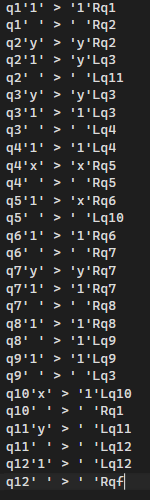 q1'1' > '1'Rq1
q1' ' > ' 'Rq2
q2'y' > 'y'Rq2
q2'1' > 'y'Lq3
q2' ' > ' 'Lq11
q3'y' > 'y'Lq3
q3'1' > '1'Lq3
q3' ' > ' 'Lq4
q4'1' > '1'Lq4
q4'x' > 'x'Rq5
q4' ' > ' 'Rq5
q5'1' > 'x'Rq6
q5' ' > ' 'Lq10
q6'1' > '1'Rq6
q6' ' > ' 'Rq7
q7'y' > 'y'Rq7
q7'1' > '1'Rq7
q7' ' > ' 'Rq8
q8'1' > '1'Rq8
q8' ' > '1'Lq9
q9'1' > '1'Lq9
q9' ' > ' 'Lq3
q10'x' > '1'Lq10
q10' ' > ' 'Rq1
q11'y' > ' 'Lq11
q11' ' > ' 'Lq12
q12'1' > ' 'Lq12
q12' ' > ' 'Rqf